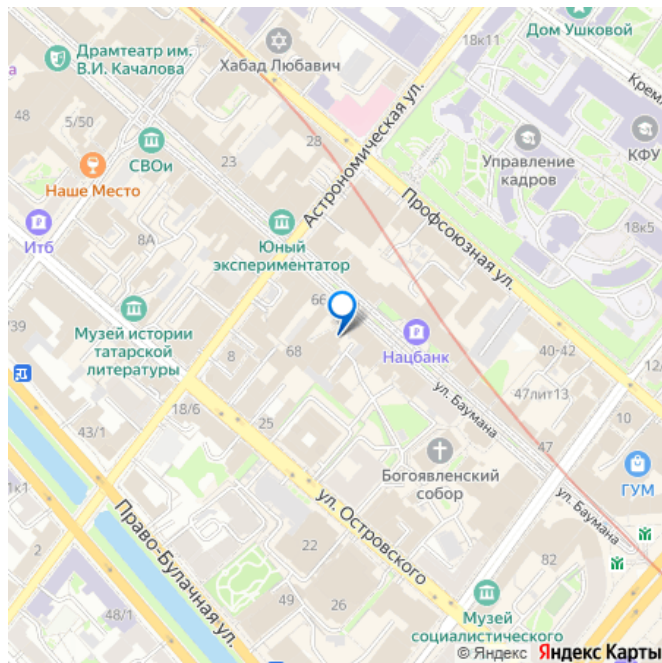 Дом Ушковой
18к11
Драмтеатр им.
В.И. Качалова
Хабад Любавич
Кремл
а
48
5/50
СВОи
23
28
Астрономическая ул.
Управление
кадров
КФУ
Наше Место
Профсоюзная ул.
18к5
Итб
8А
Юный
экспериментатор
66
Музей истории
татарской
литературы
/39
8
68
Нацбанк
40-42
12/
47лит13
ул. Баумана
18/6
25
43/1
10
47
Богоявленский
собор
ГУМ
1к1
ул. Островского
ул. Баумана
Право-Булачная ул.
2
22
82
49
26
48/1
Музей
социалистического
© Яндекс Яндекс Карты